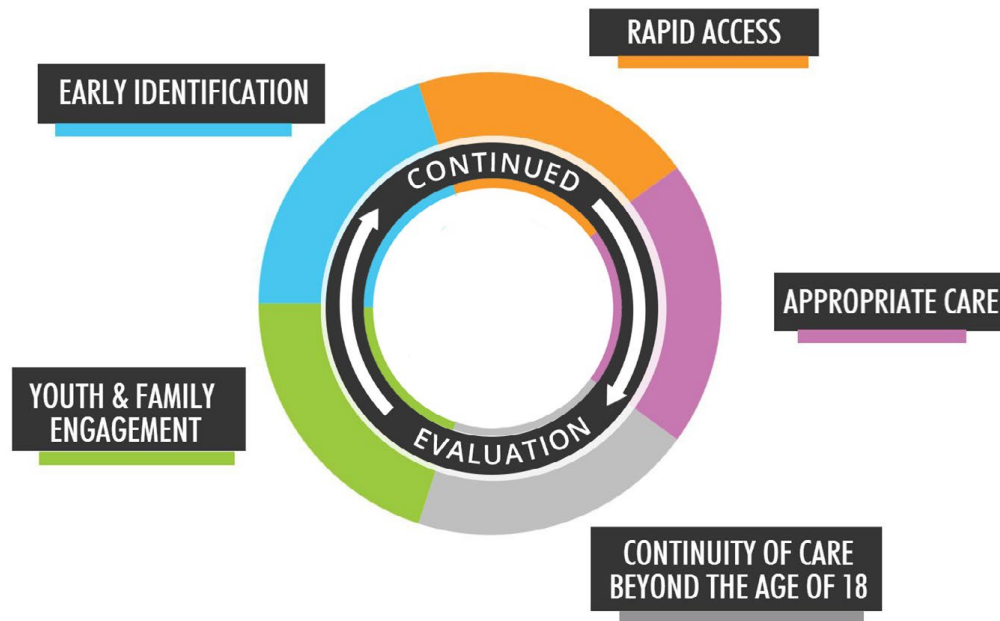 RAPID ACCESS
EARLY IDENTIFICATION
CONTINUED
APPROPRIATE CARE
YOUTH & FAMILY
ENGAGEMENT
EVALUATION
CONTINUITY OF CARE
BEYOND THE AGE OF 18